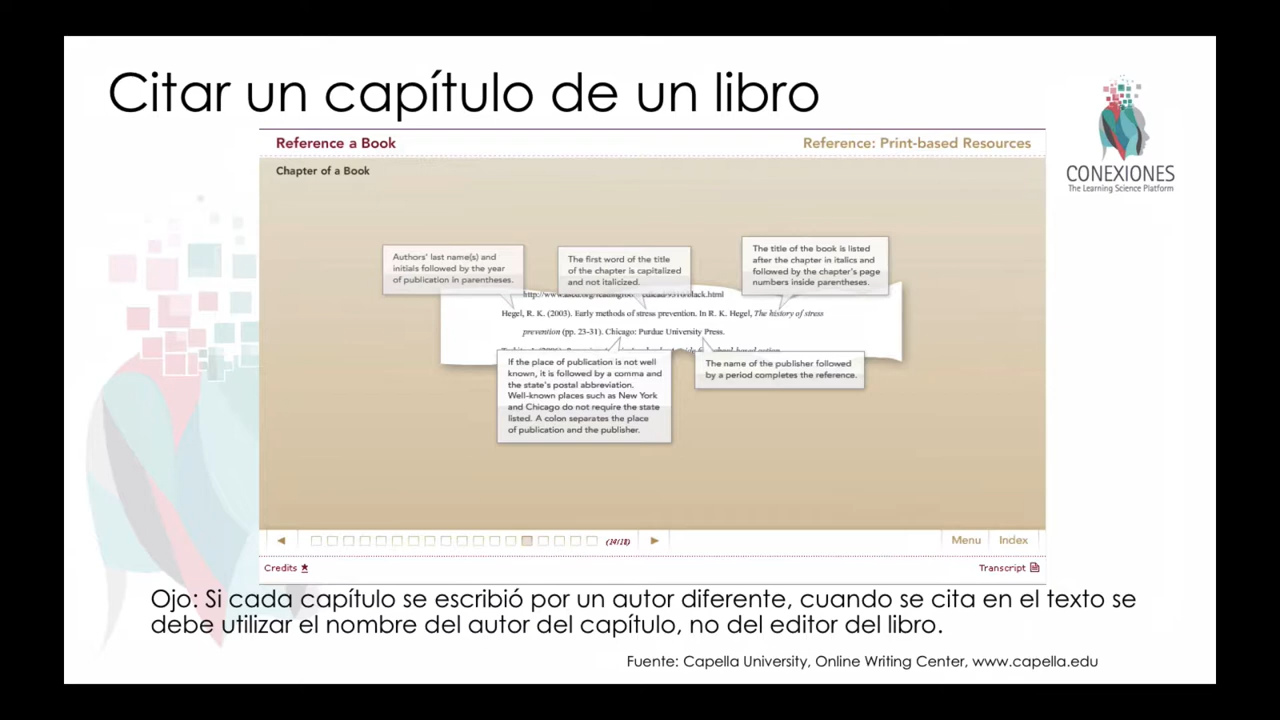 Citar un capítulo de un libro
CONEXIONES
The Learning Science Platform
Reference a Book
Reference: Print-based Resources
Chapter of a Book
Authors' last name(s) and
initials followed by the year
of publication in parentheses.
The first word of the title
of the chapter is capitalized
and not italicized.
The title of the book is listed
after the chapter in italics and
followed by the chapter's page
numbers inside parentheses.
Hegel, R. K. (2003). Early methods of stress prevention. In R. K. Hegel, The history of stress
prevention (pp. 23-31). Chicago: Purdue University Press.
If the place of publication is not well
known, it is followed by a comma and
the state's postal abbreviation.
Well-known places such as New York
and Chicago do not require the state
listed. A colon separates the place
of publication and the publisher.
The name of the publisher followed
by a period completes the reference.
(14/18)
Menu
Index
Credits
Transcript
Ojo: Si cada capítulo se escribió por un autor diferente, cuando se cita en el texto se
debe utilizar el nombre del autor del capítulo, no del editor del libro.
Fuente: Capella University, Online Writing Center, www.capella.edu